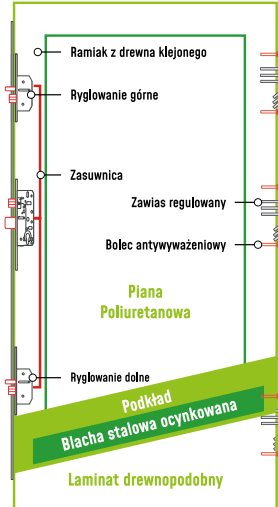 Ramiak z drewna klejonego
Ryglowanie górne
Zasuwnica
Zawias regulowany
Bolec antywyważeniowy
Piana
Poliuretanowa
Ryglowanie dolne
Podkład
Blacha stalowa ocynkowana
Laminat drewnopodobny